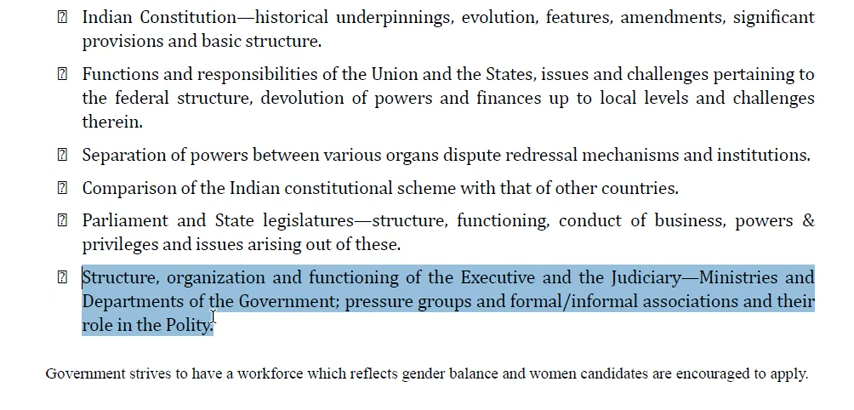 Indian Constitution—historical underpinnings, evolution, features, amendments, significant
provisions and basic structure.
Functions and responsibilities of the Union and the States, issues and challenges pertaining to
the federal structure, devolution of powers and finances up to local levels and challenges
therein.
Separation of powers between various organs dispute redressal mechanisms and institutions.
Comparison of the Indian constitutional scheme with that of other countries.
Parliament and State legislatures—structure, functioning, conduct of business, powers &
privileges and issues arising out of these.
Structure, organization and functioning of the Executive and the Judiciary—Ministries and
Departments of the Government; pressure groups and formal/informal associations and their
role in the Polity.
Government strives to have a workforce which reflects gender balance and women candidates are encouraged to apply.